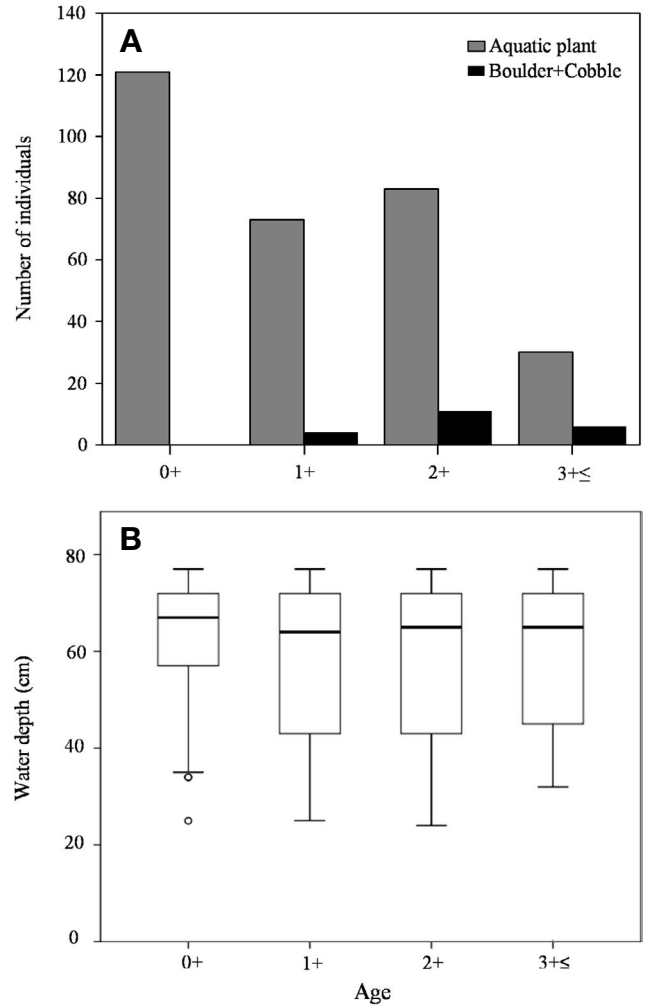 140
A
Aquatic plant
Boulder+Cobble
120
100
80
60
40
20
0
Number of individuals
0+ 1+ 2+ 3+≤
B
80
60
40
20
0
Water depth (cm)
0+ 1+ 2+ 3+≤
Age